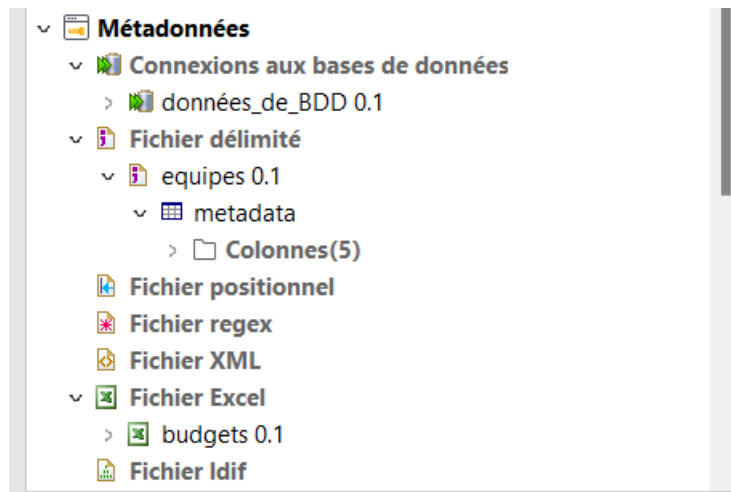 Métadonnées
Connexions aux bases de données
données_de_BDD 0.1
Fichier délimité
equipes 0.1
metadata
Colonnes(5)
Fichier positionnel
Fichier regex
Fichier XML
Fichier Excel
budgets 0.1
Fichier ldif